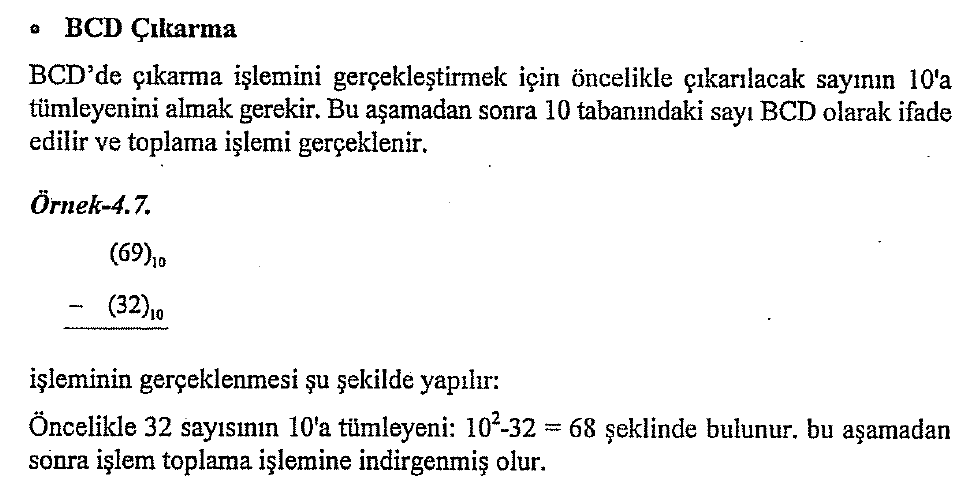 • BCD Çıkarma
BCD'de çıkarma işlemini gerçekleştirmek için öncelikle çıkarılacak sayının 10'a
tümleyenini almak gerekir. Bu aşamadan sonra 10 tabanındaki sayı BCD olarak ifade
edilir ve toplama işlemi gerçeklenir.
Örnek-4.7.
(69)₁₀
− (32)₁₀
işleminin gerçeklenmesi şu şekilde yapılır:
Öncelikle 32 sayısının 10'a tümleyeni: 10²-32 = 68 şeklinde bulunur. bu aşamadan
sonra işlem toplama işlemine indirgenmiş olur.